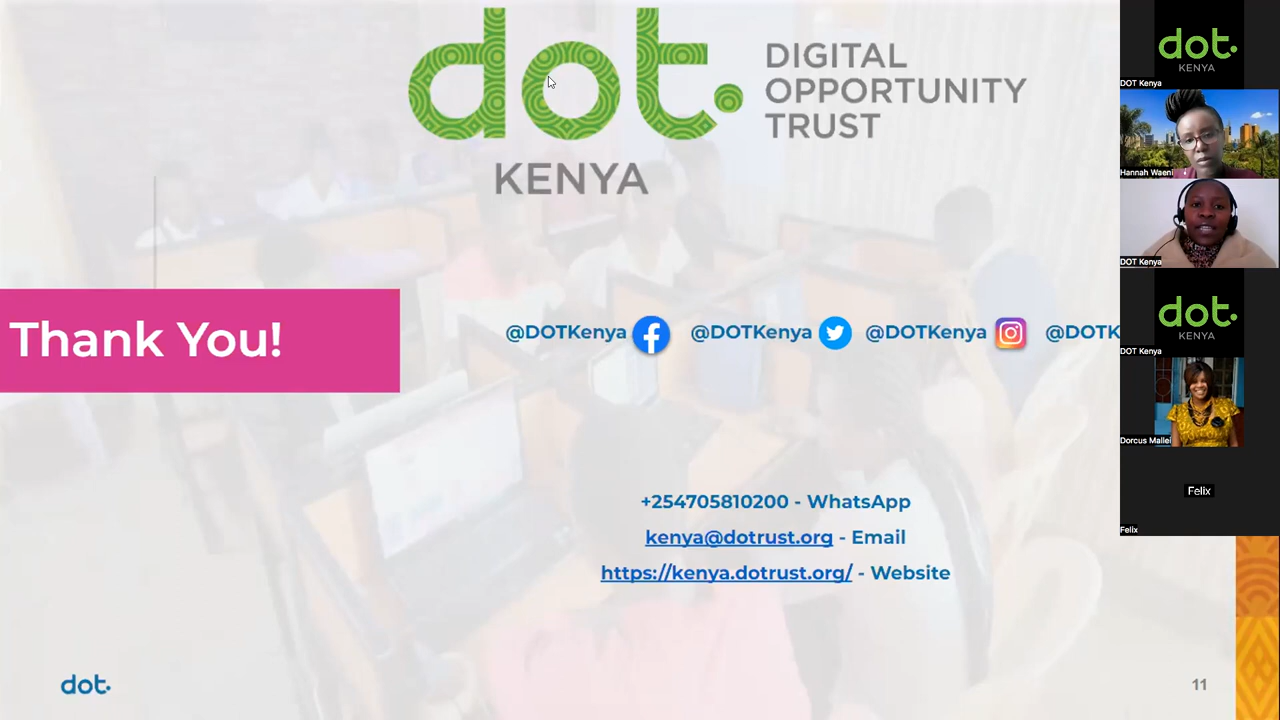 dot.
DIGITAL
OPPORTUNITY
TRUST
KENYA
Thank You!
@DOTKenya
@DOTKenya
@DOTKenya
@DOTK
+254705810200 - WhatsApp
kenya@dotrust.org - Email
https://kenya.dotrust.org/ - Website
dot.
11
dot.
KENYA
DOT Kenya
Hannah Waeni
DOT Kenya
dot.
KENYA
DOT Kenya
Dorcus Mallei
Felix
Felix